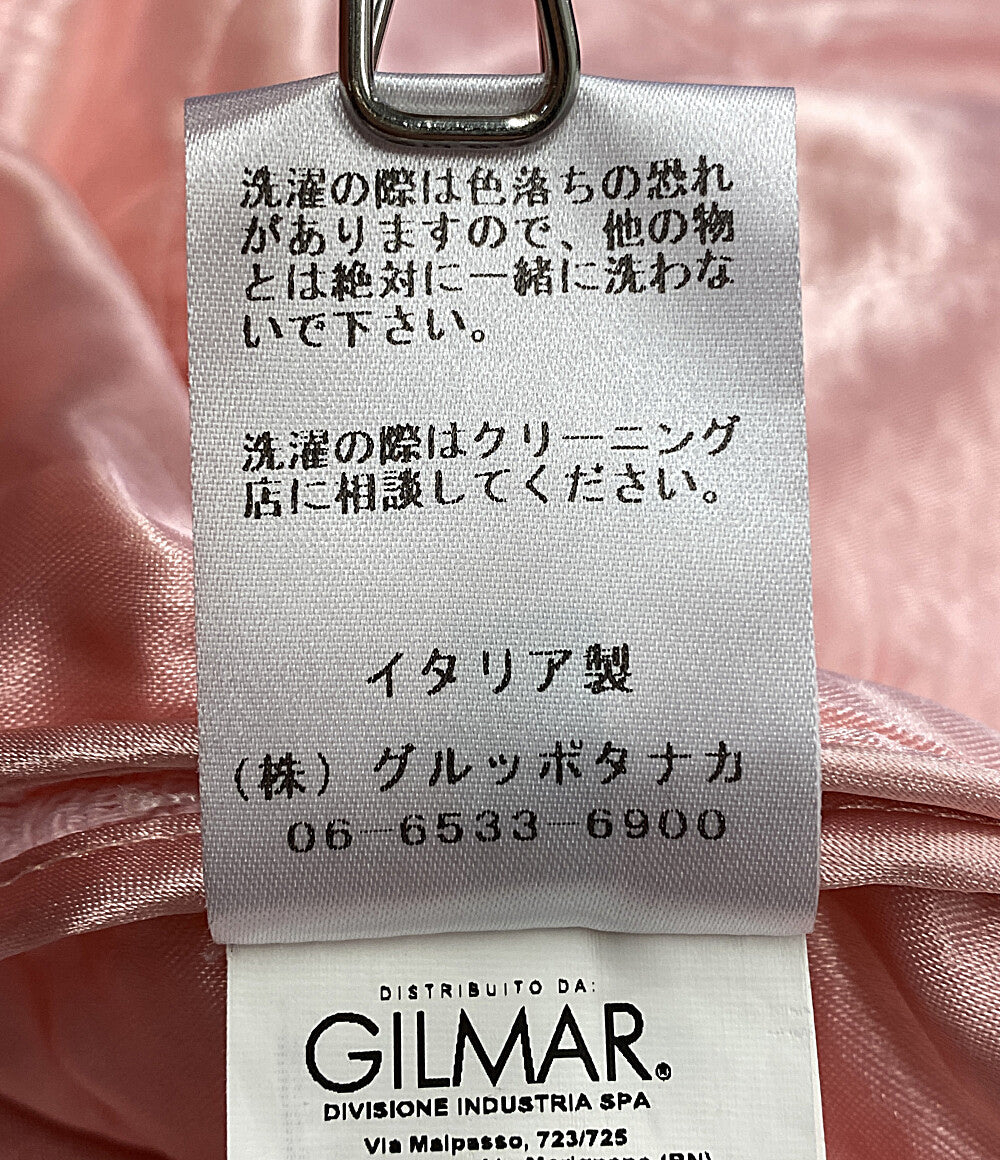 洗濯の際は色落ちの恐れ
がありますので、他の物
とは絶対に一緒に洗わな
いで下さい。
洗濯の際はクリーニング
店に相談してください。
イタリア製
（株）グルッポタナカ
06-6533-6900
DISTRIBUITO DA:
GILMAR®
DIVISIONE INDUSTRIA SPA
Via Malpasso, 723/725
(RN)